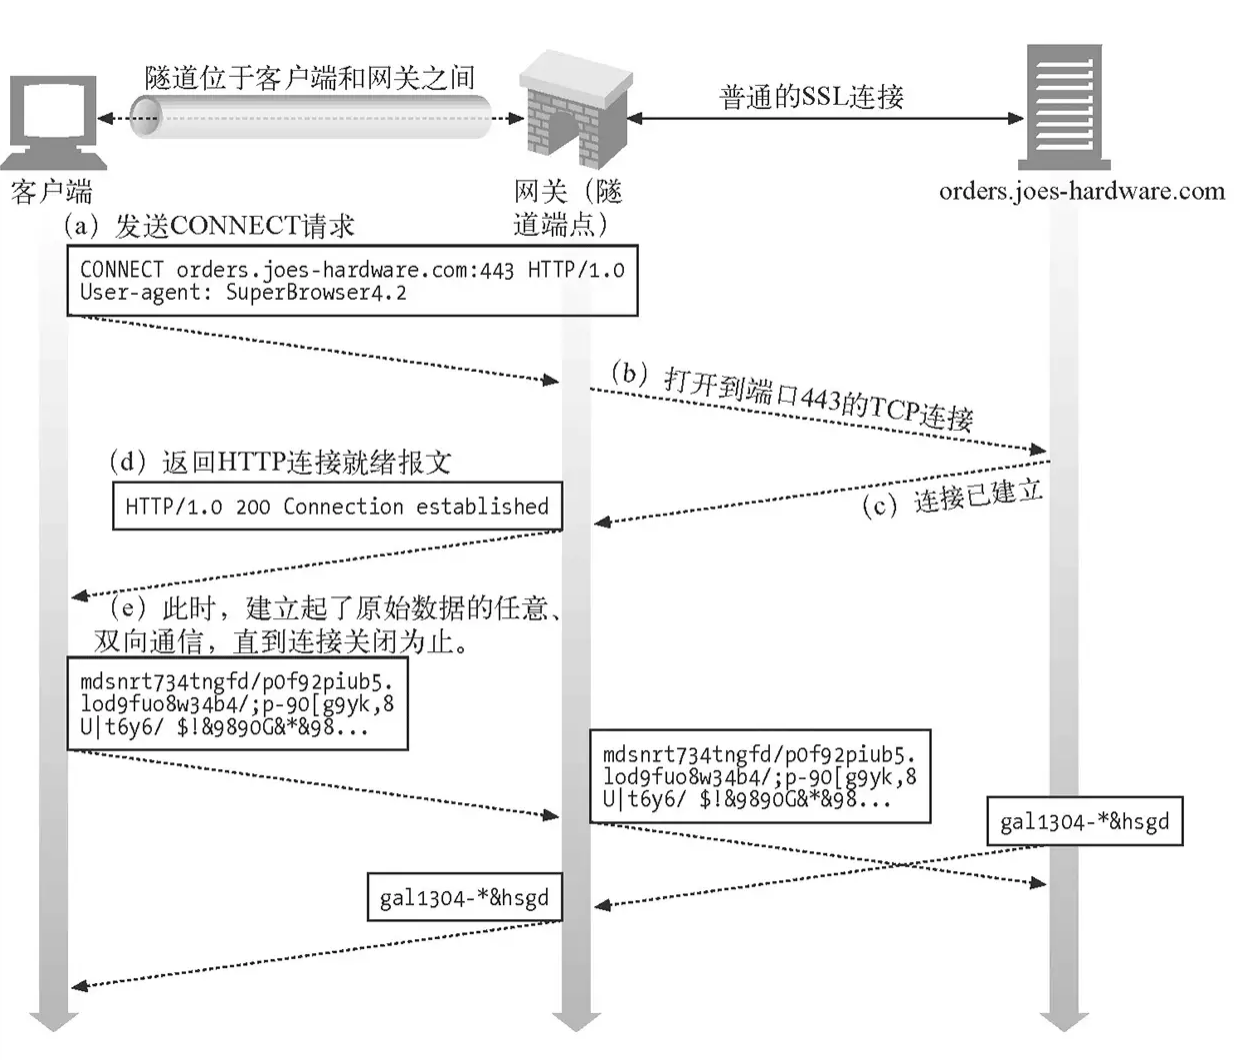 隧道位于客户端和网关之间
普通的SSL连接
客户端
网关（隧
道端点）
orders.joes-hardware.com
（a）发送CONNECT请求
CONNECT orders.joes-hardware.com:443 HTTP/1.0
User-agent: SuperBrowser4.2
（b）打开到端口443的TCP连接
（d）返回HTTP连接就绪报文
（c）连接已建立
HTTP/1.0 200 Connection established
（e）此时，建立起了原始数据的任意、
双向通信，直到连接关闭为止。
mdsnrt734tngfd/p0f92piub5.
lod9fuo8w34b4/;p-90[g9yk,8
U|t6y6/ $!&9890G&*&98...
mdsnrt734tngfd/p0f92piub5.
lod9fuo8w34b4/;p-90[g9yk,8
U|t6y6/ $!&9890G&*&98...
gal1304-*&hsgd
gal1304-*&hsgd